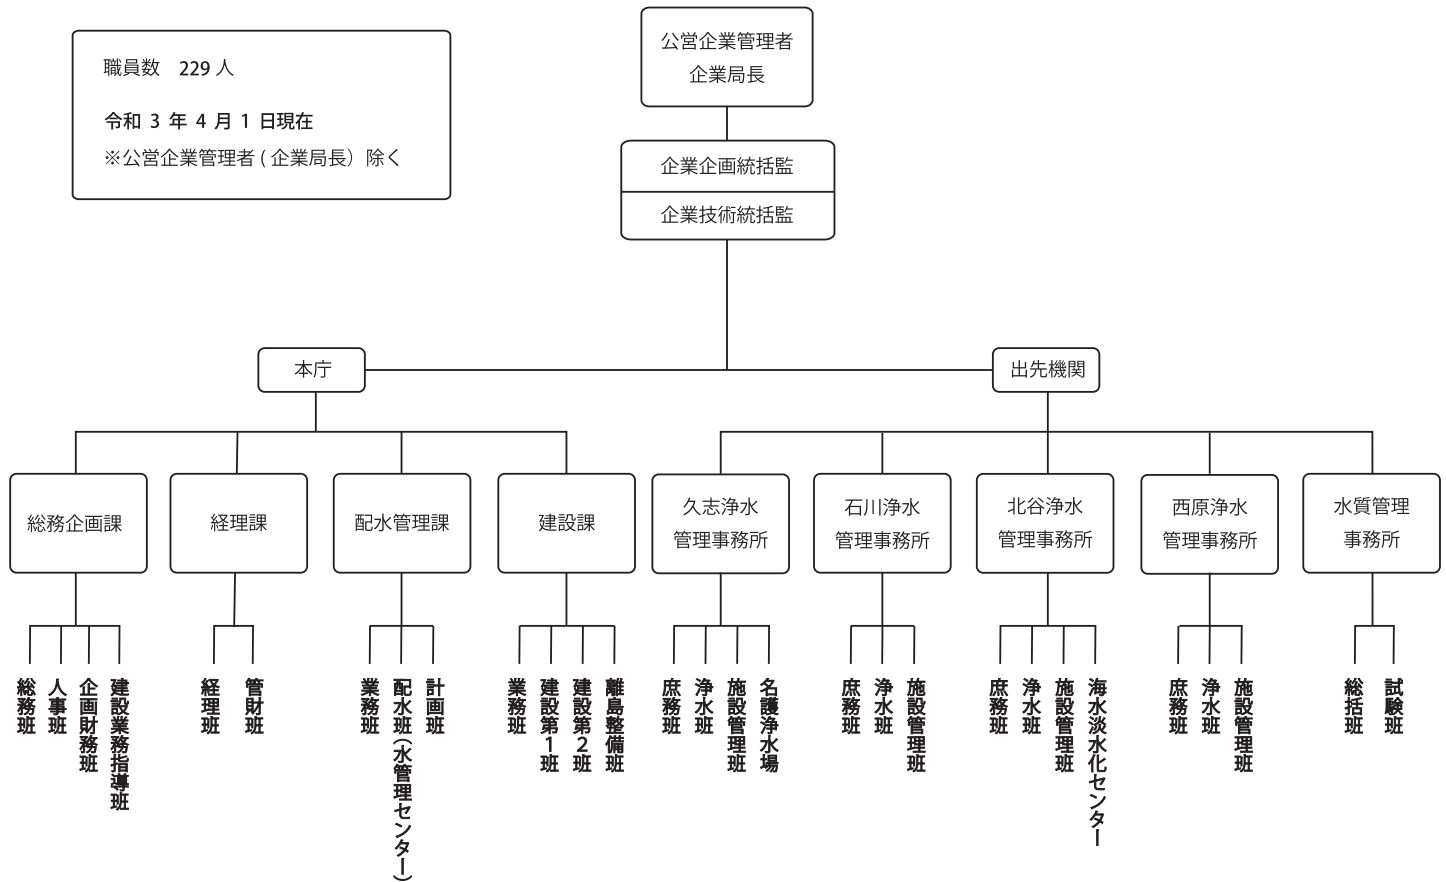 職員数 229 人
令和 3 年 4 月 1 日現在
※公営企業管理者 ( 企業局長）除く
公営企業管理者
企業局長
企業企画統括監
企業技術統括監
本庁
出先機関
総務企画課
経理課
配水管理課
建設課
久志浄水
管理事務所
石川浄水
管理事務所
北谷浄水
管理事務所
西原浄水
管理事務所
水質管理
事務所
総務班
人事班
企画財務班
建設業務指導班
経理班
管財班
業務班
配水班(水管理センター)
計画班
業務班
建設第1班
建設第2班
離島整備班
庶務班
浄水班
施設管理班
名護浄水場
庶務班
浄水班
施設管理班
庶務班
浄水班
施設管理班
海水淡水化センター
庶務班
浄水班
施設管理班
総括班
試験班